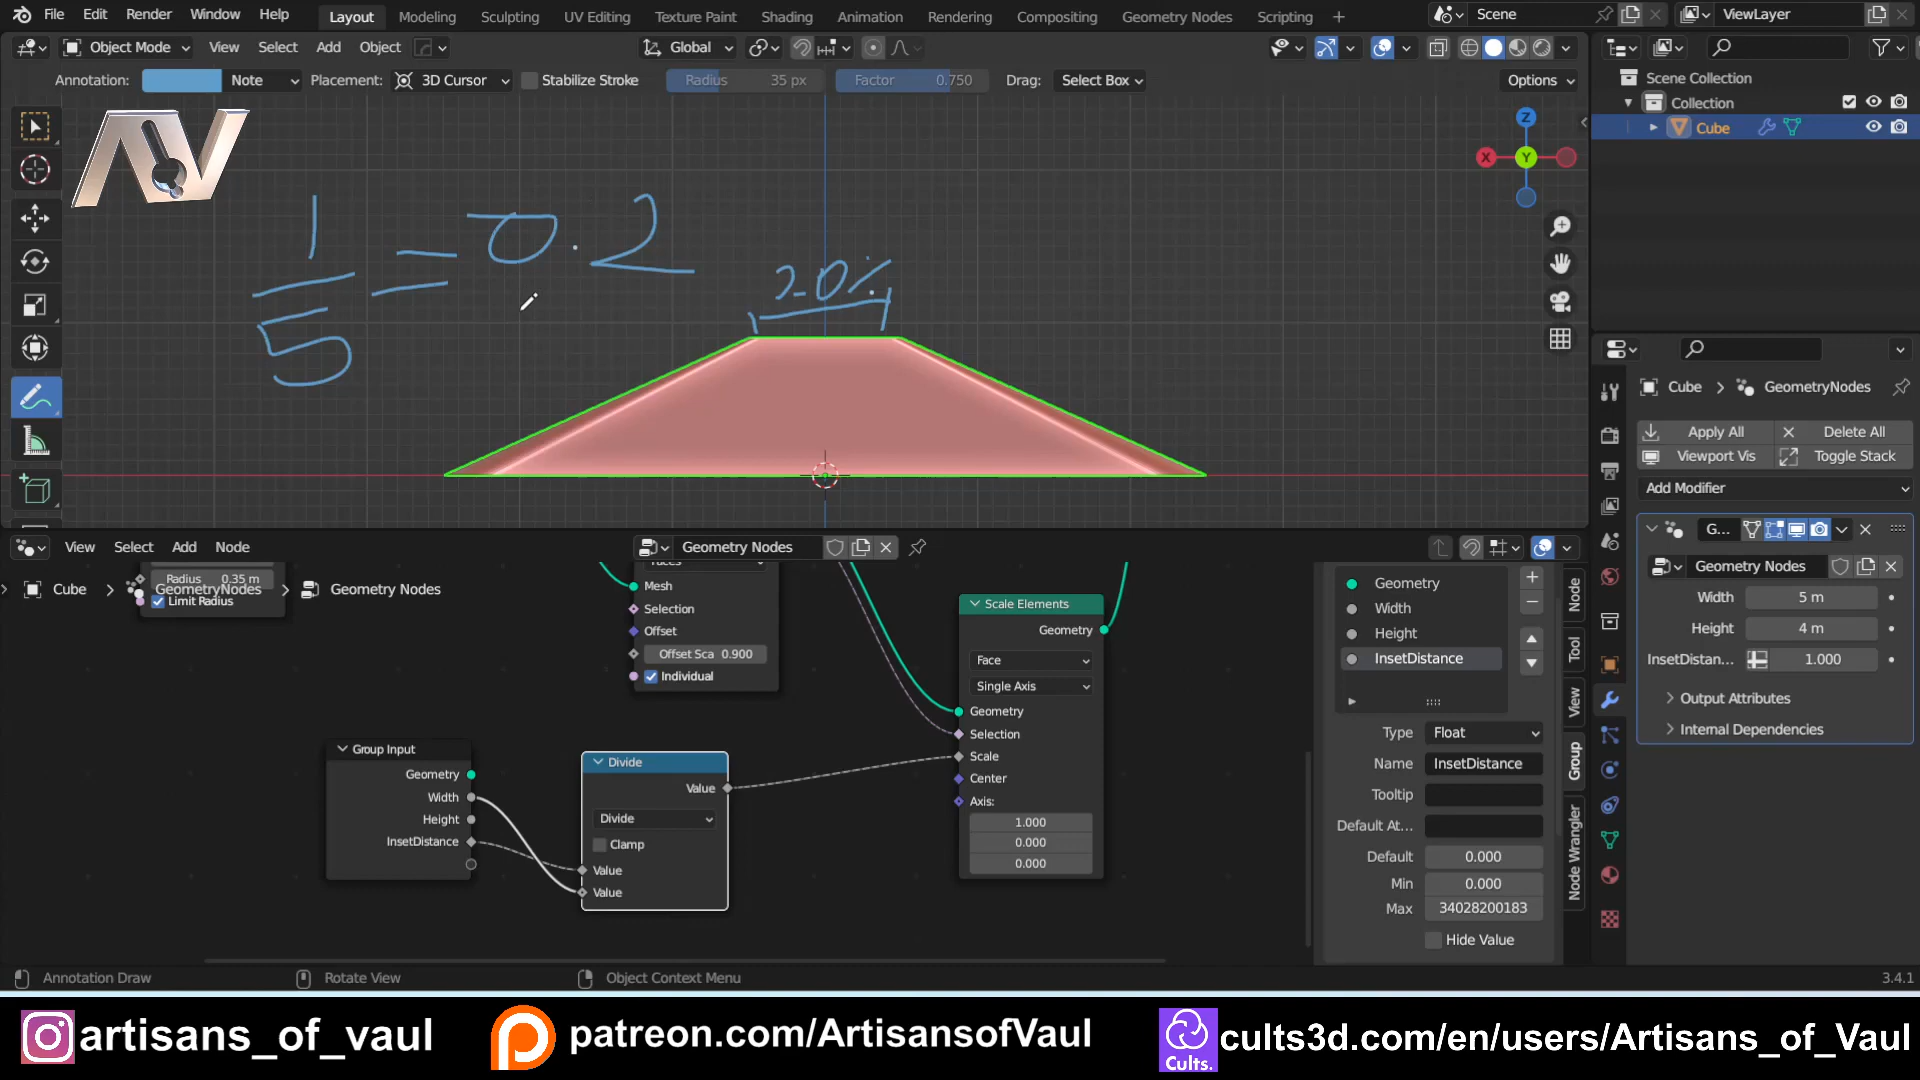 File Edit Render Window Help Layout Modeling Sculpting UV Editing Texture Paint Shading Animation Rendering Compositing Geometry Nodes Scripting + Scene ViewLayer
Object Mode View Select Add Object Global
Annotation: Note Placement: 3D Cursor Stabilize Stroke Radius 35 px Factor 0.750 Drag: Select Box Options
Scene Collection
Collection
Cube
AV
Z
X Y
1
5
= 0.2
20%
Cube > GeometryNodes
Apply All Delete All
Viewport Vis Toggle Stack
Add Modifier
G...
Geometry Nodes
Width 5 m
Height 4 m
InsetDistan... 1.000
Output Attributes
Internal Dependencies
View Select Add Node Geometry Nodes
Radius 0.35 m
Cube > GeometryNodes > Geometry Nodes
Limit Radius
Mesh
Selection
Offset
Offset Sca 0.900
Individual
Scale Elements
Geometry
Face
Single Axis
Geometry
Selection
Scale
Center
Axis:
1.000
0.000
0.000
Group Input
Geometry
Width
Height
InsetDistance
Divide
Value
Divide
Clamp
Value
Value
Geometry
Width
Height
InsetDistance
Type Float
Name InsetDistance
Tooltip
Default At...
Default 0.000
Min 0.000
Max 34028200183
Hide Value
Node
Tool
View
Group
Node Wrangler
Annotation Draw Rotate View Object Context Menu 3.4.1
artisans_of_vaul patreon.com/ArtisansofVaul Cults. cults3d.com/en/users/Artisans_of_Vaul